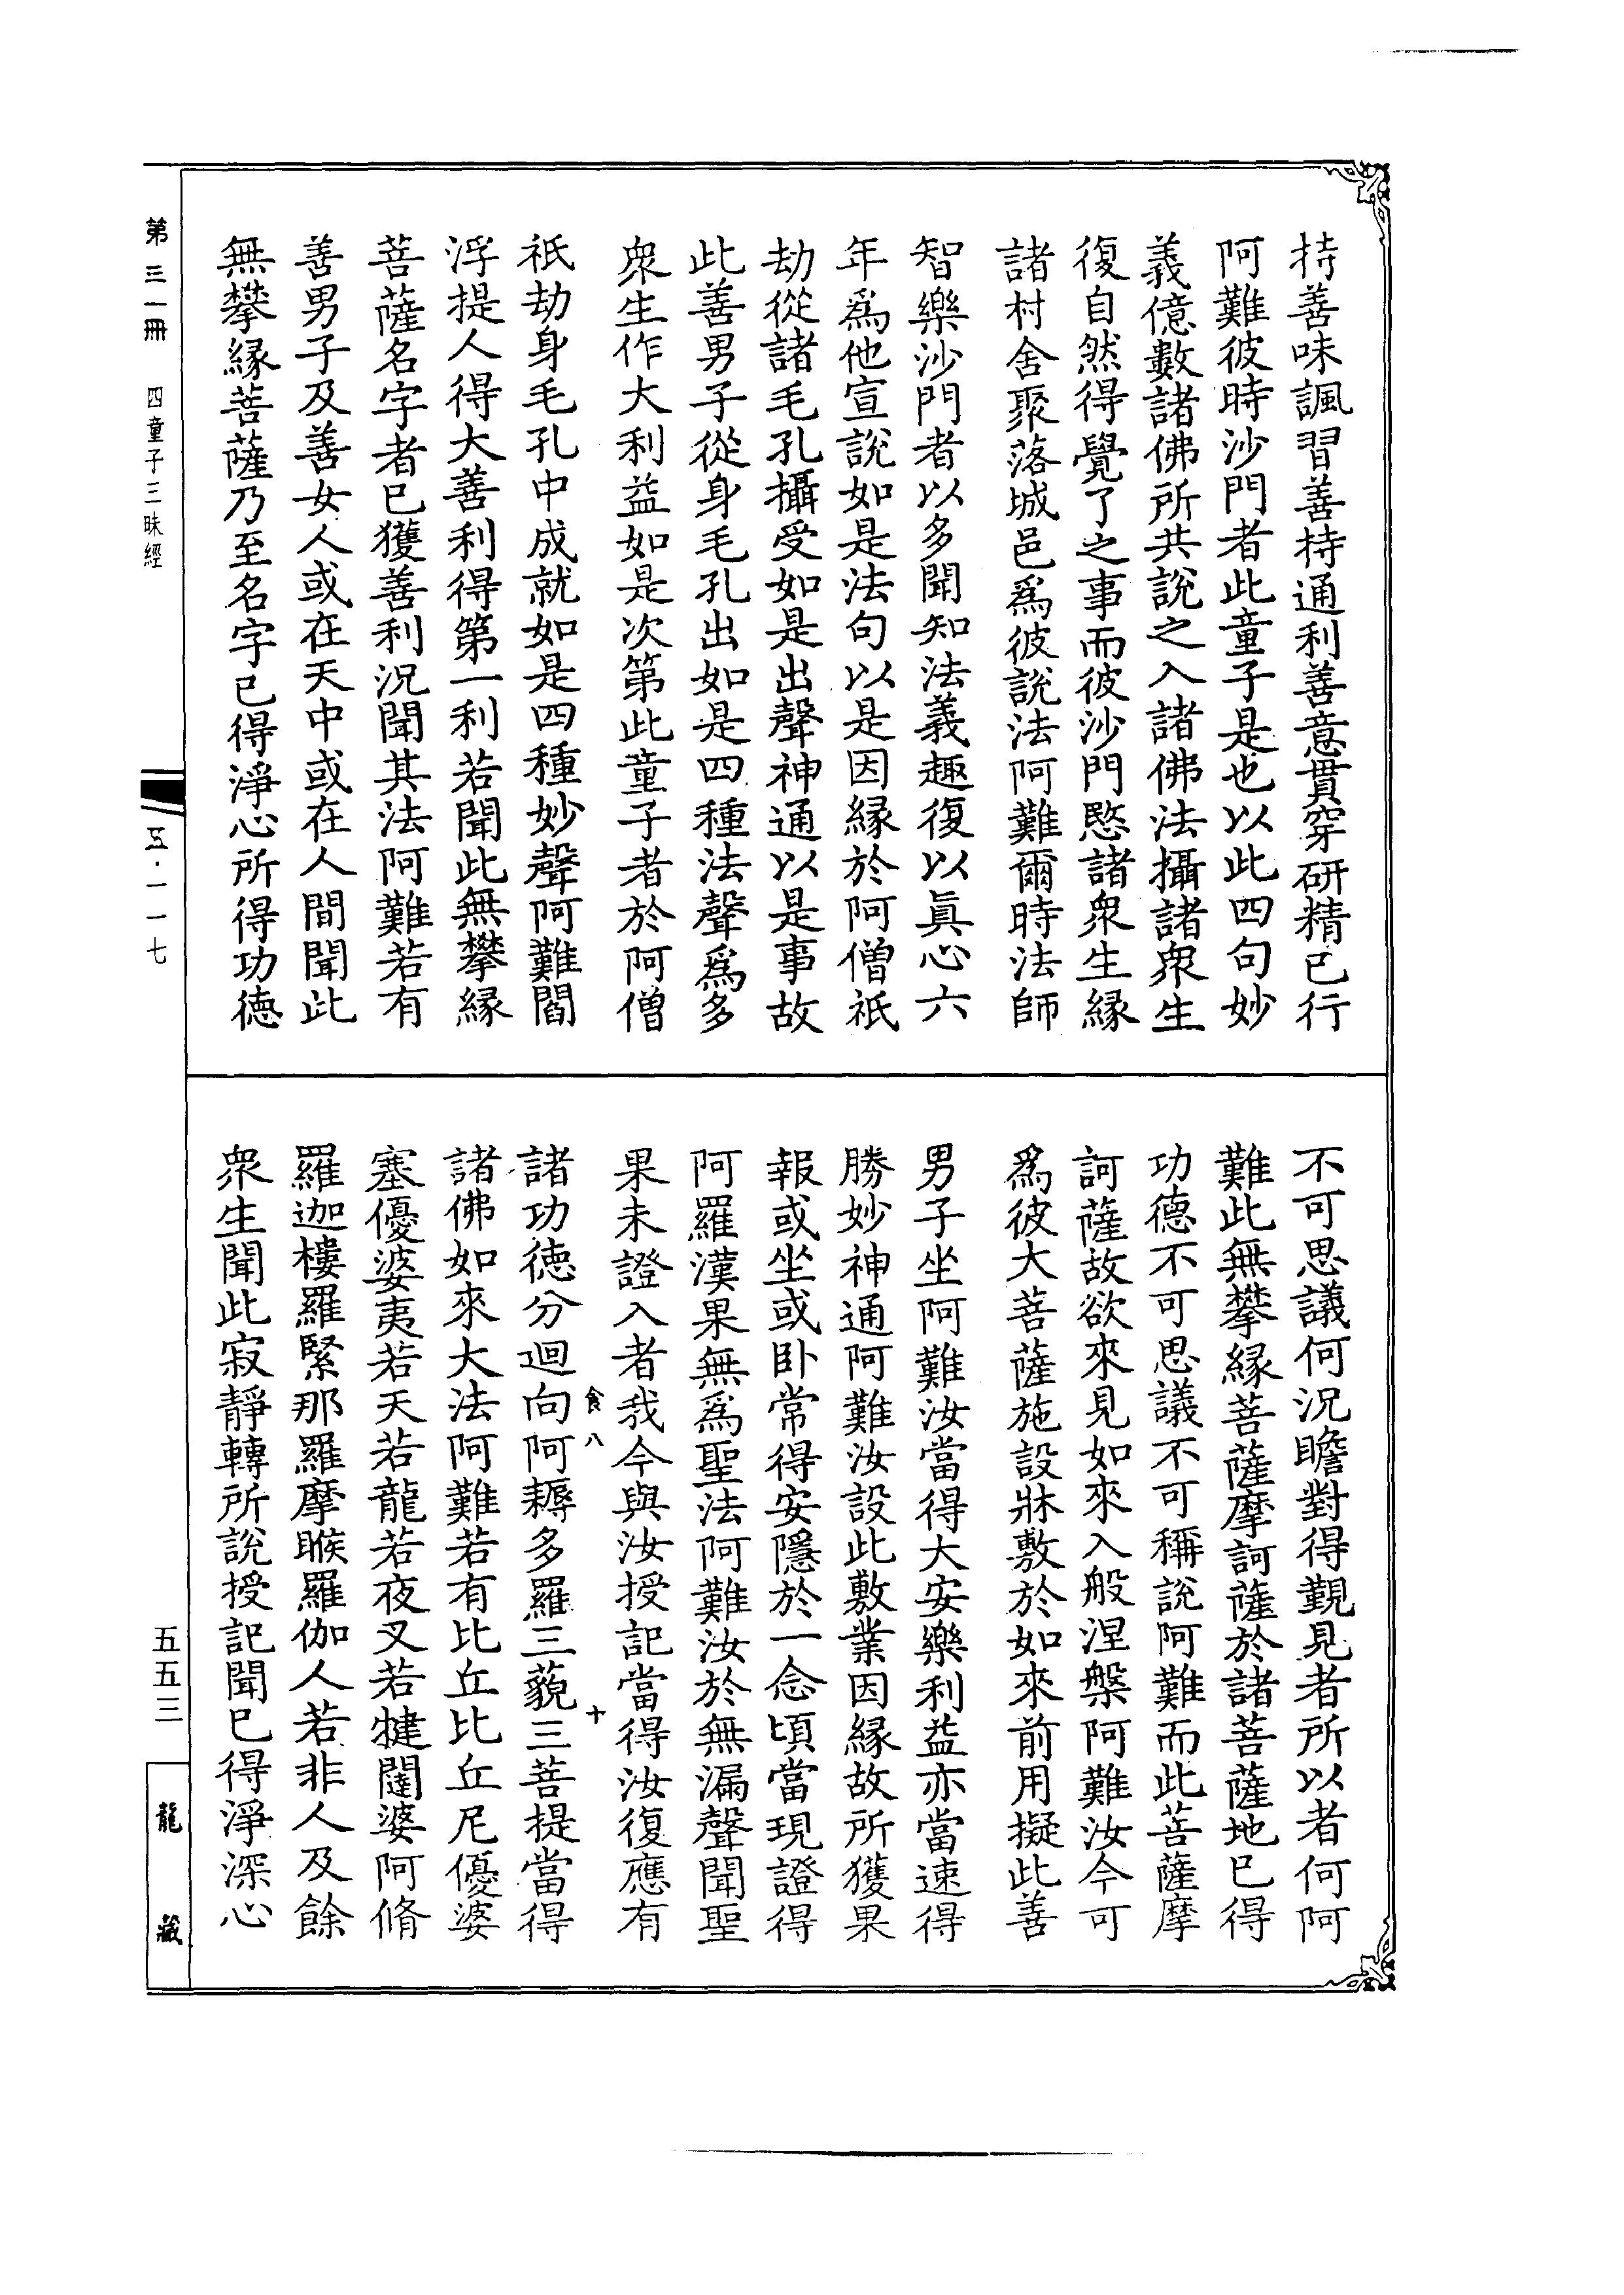 持善味諷習善持通利善意貫穿研精已行
阿難彼時沙門者此童子是也以此四句妙
義億數諸佛所共說之入諸佛法攝諸衆生
復自然得覺了之事而彼沙門愍諸衆生緣
諸村舍聚落城邑爲彼說法阿難爾時法師
智樂沙門者以多聞知法義趣復以眞心六
年爲他宣說如是法句以是因緣於阿僧祇
劫從諸毛孔攝受如是出聲神通以是事故
此善男子從身毛孔出如是四種法聲爲多
衆生作大利益如是次第此童子者於阿僧
祇劫身毛孔中成就如是四種妙聲阿難閻
浮提人得大善利得第一利若聞此無攀緣
菩薩名字者已獲善利況聞其法阿難若有
善男子及善女人或在天中或在人間聞此
無攀緣菩薩乃至名字已得淨心所得功德
不可思議何況瞻對得覲見者所以者何阿
難此無攀緣菩薩摩訶薩於諸菩薩地已得
功德不可思議不可稱說阿難而此菩薩摩
訶薩故欲來見如來入般涅槃阿難汝今可
爲彼大菩薩施設牀敷於如來前用擬此善
男子坐阿難汝當得大安樂利益亦當速得
勝妙神通阿難汝設此敷業因緣故所獲果
報或坐或卧常得安隱於一念頃當現證得
阿羅漢果無爲聖法阿難汝於無漏聲聞聖
果未證入者我今與汝授記當得汝復應有
食八
十
諸功德分迴向阿耨多羅三藐三菩提當得
諸佛如來大法阿難若有比丘比丘尼優婆
塞優婆夷若天若龍若夜叉若犍闥婆阿脩
羅迦樓羅緊那羅摩睺羅伽人若非人及餘
衆生聞此寂靜轉所說授記聞已得淨深心
第三一冊 四童子三昧經
五·一一七
五五三
龍藏